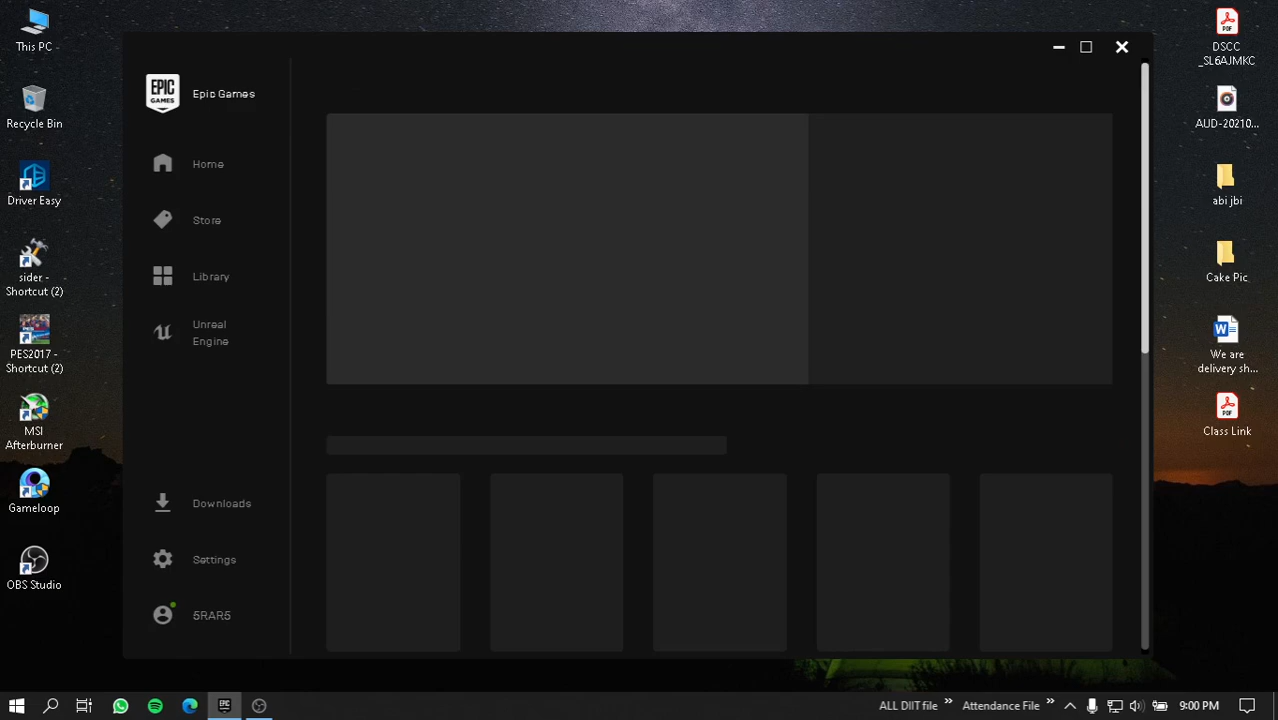 This PC
Recycle Bin
Driver Easy
sider -
Shortcut (2)
PES2017 -
Shortcut (2)
MSI
Afterburner
Gameloop
OBS Studio
EPIC
GAMES
Epic Games
Home
Store
Library
Unreal
Engine
Downloads
Settings
5RAR5
DSCC
_SL6AJMKC
AUD-20210...
abi jbi
Cake Pic
We are
delivery sh...
Class Link
ALL DIIT file
Attendance File
9:00 PM